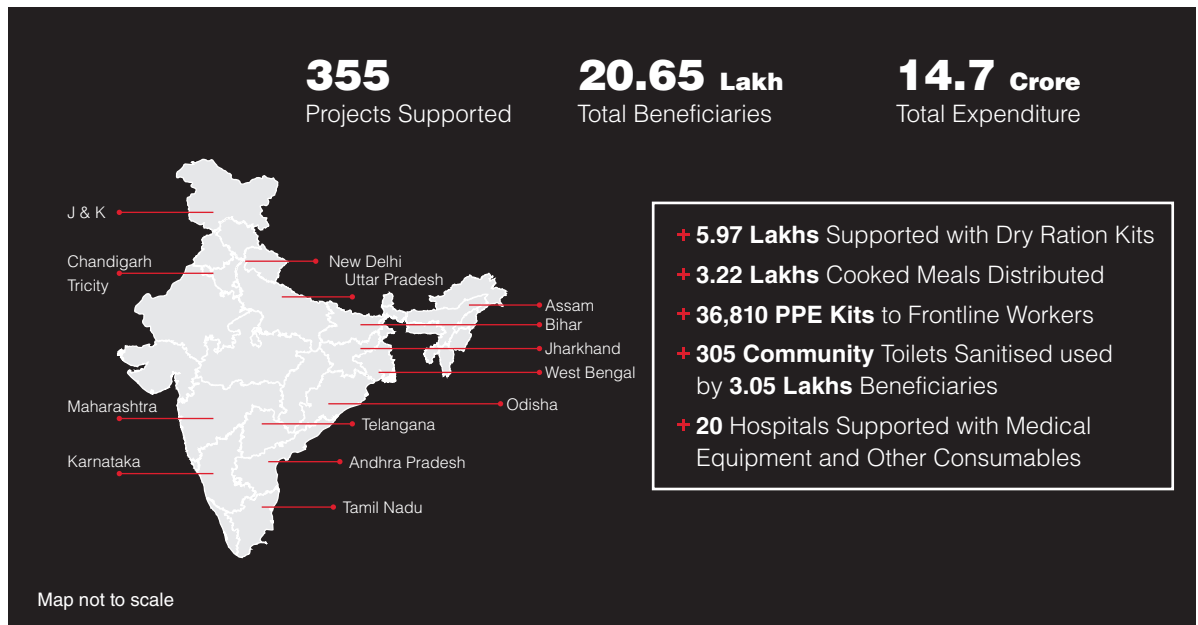 355
Projects Supported
20.65 Lakh
Total Beneficiaries
14.7 Crore
Total Expenditure
J & K
Chandigarh
Tricity
New Delhi
Uttar Pradesh
Assam
Bihar
Jharkhand
West Bengal
Odisha
Maharashtra
Telangana
Karnataka
Andhra Pradesh
Tamil Nadu
+ 5.97 Lakhs Supported with Dry Ration Kits
+ 3.22 Lakhs Cooked Meals Distributed
+ 36,810 PPE Kits to Frontline Workers
+ 305 Community Toilets Sanitised used
by 3.05 Lakhs Beneficiaries
+ 20 Hospitals Supported with Medical
Equipment and Other Consumables
Map not to scale